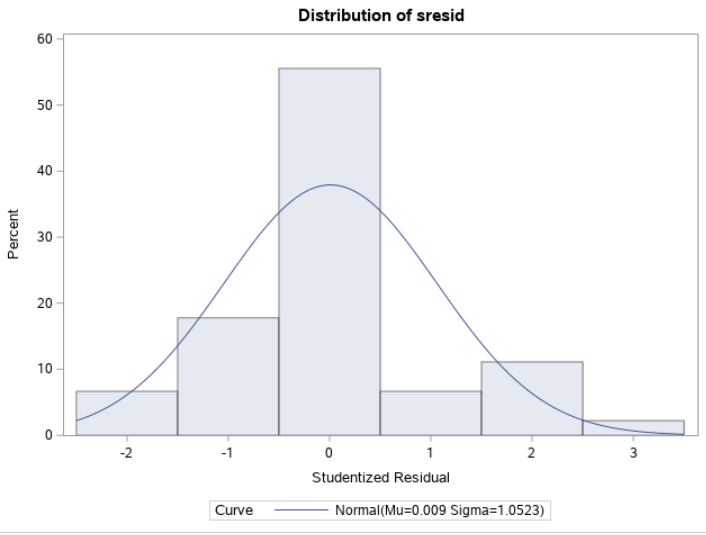 Distribution of sresid
60
50
40
30
20
10
0
Percent
-2 -1 0 1 2 3
Studentized Residual
Curve Normal(Mu=0.009 Sigma=1.0523)